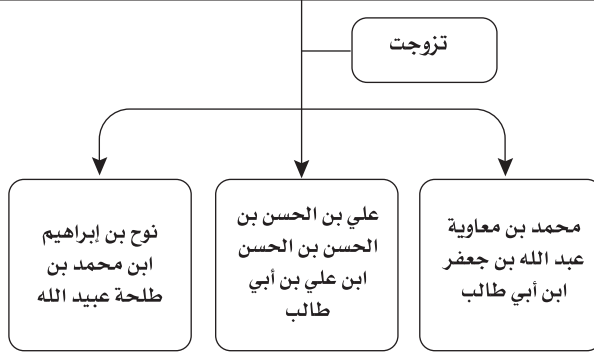 تزوجت
محمد بن معاوية
عبد الله بن جعفر
ابن أبي طالب
علي بن الحسن بن
الحسن بن الحسن
ابن علي بن أبي
طالب
نوح بن إبراهيم
ابن محمد بن
طلحة عبيد الله